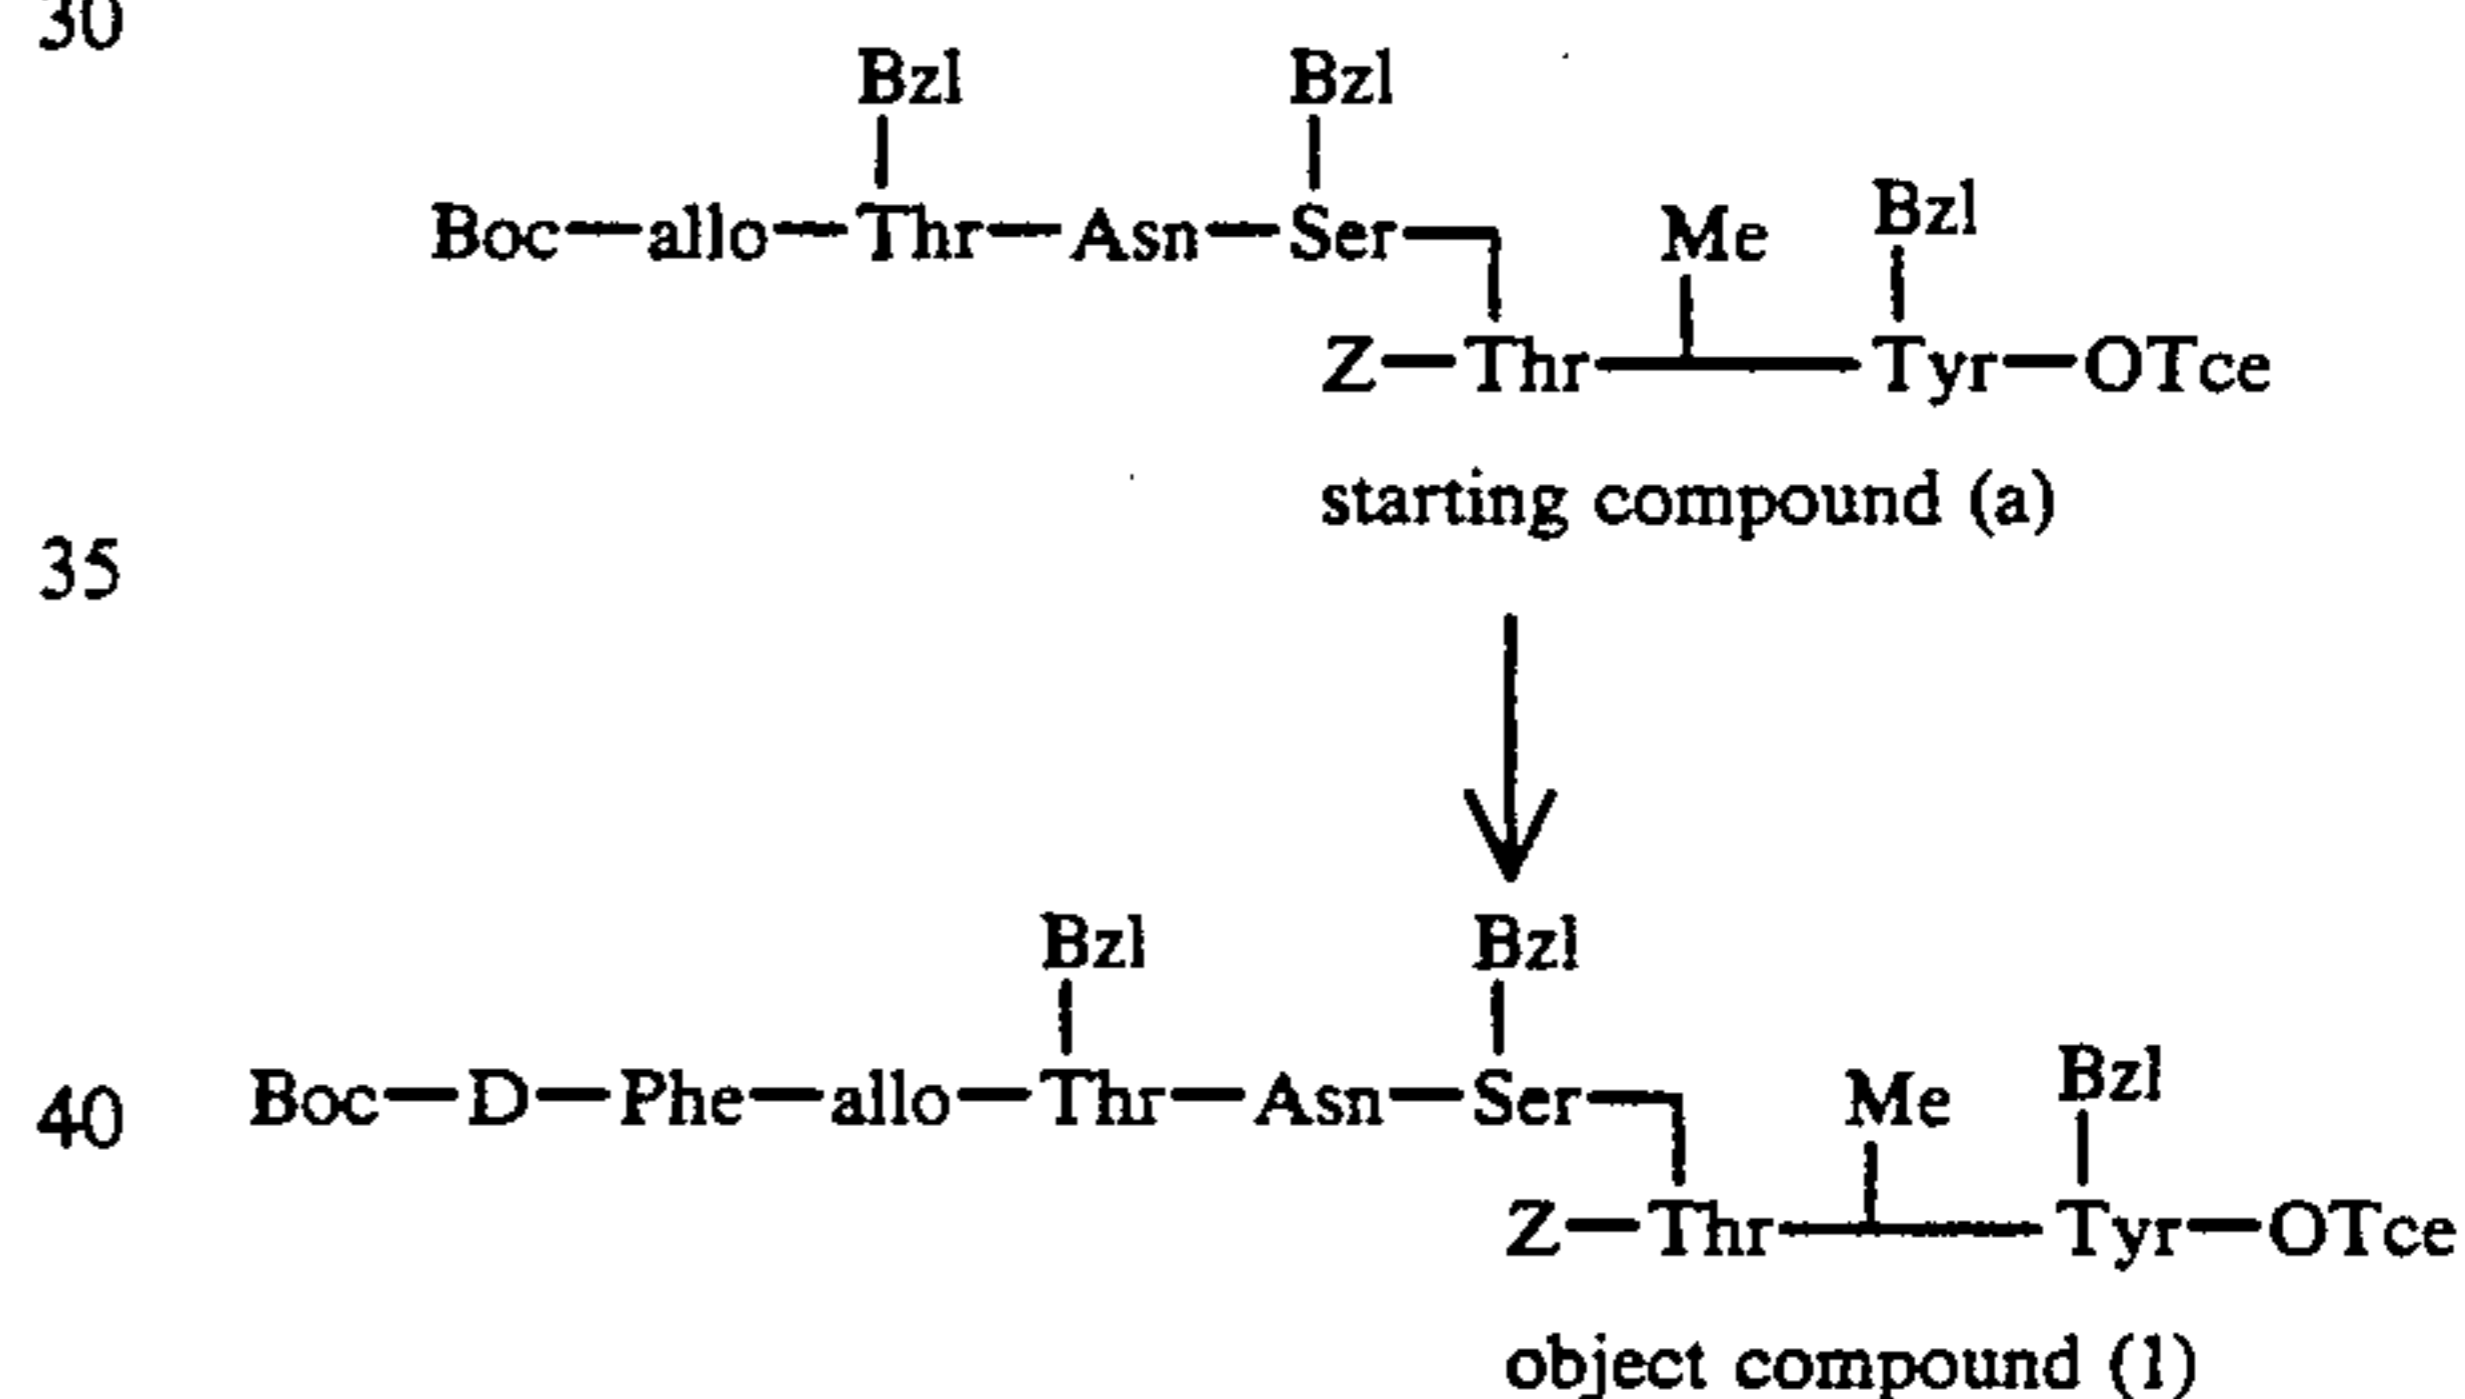 30
Bzl Bzl
Boc—allo—Thr—Asn—Ser Me Bzl
Z—Thr Tyr—OTce
starting compound (a)
35
Bzl Bzl
40 Boc—D—Phe—allo—Thr—Asn—Ser Me Bzl
Z—Thr Tyr—OTce
object compound (1)